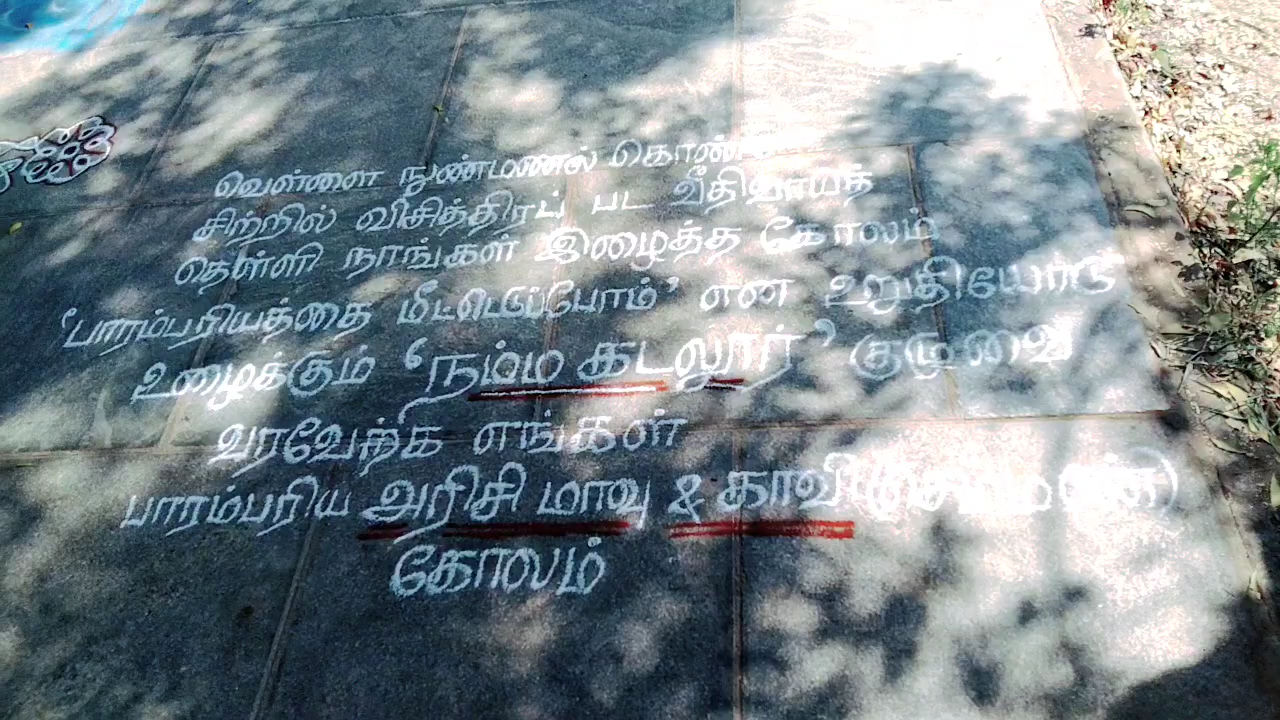 வெள்ளை நுண்மணல்
சிற்றில் விசித்திரப் பட வீதிவாயத்
தெள்ளி நாங்கள் இழைத்த கோலம்
‘பாரம்பரியத்தை மீட்டெடுப்போம்’ என உறுதியோடு
உழைக்கும் ‘நம்ம கடலூர்’ குழுவை
வரவேற்க எங்கள்
பாரம்பரிய அரிசி மாவு & காவி
கோலம்